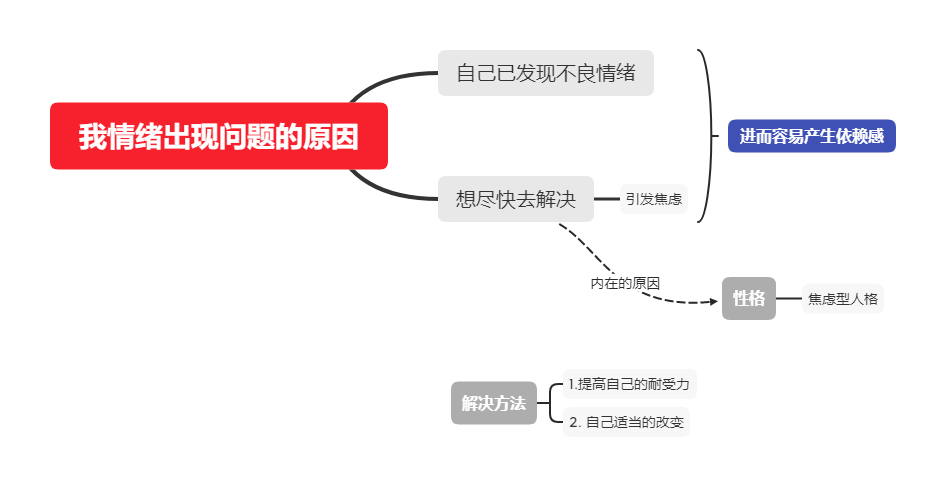 我情绪出现问题的原因
自己已发现不良情绪
想尽快去解决
引发焦虑
进而容易产生依赖感
内在的原因
性格
焦虑型人格
解决方法
1.提高自己的耐受力
2. 自己适当的改变